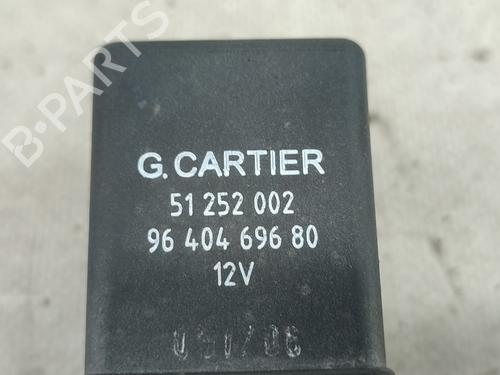 B-PARTS
G. CARTIER
51 252 002
96 404 696 80
12V